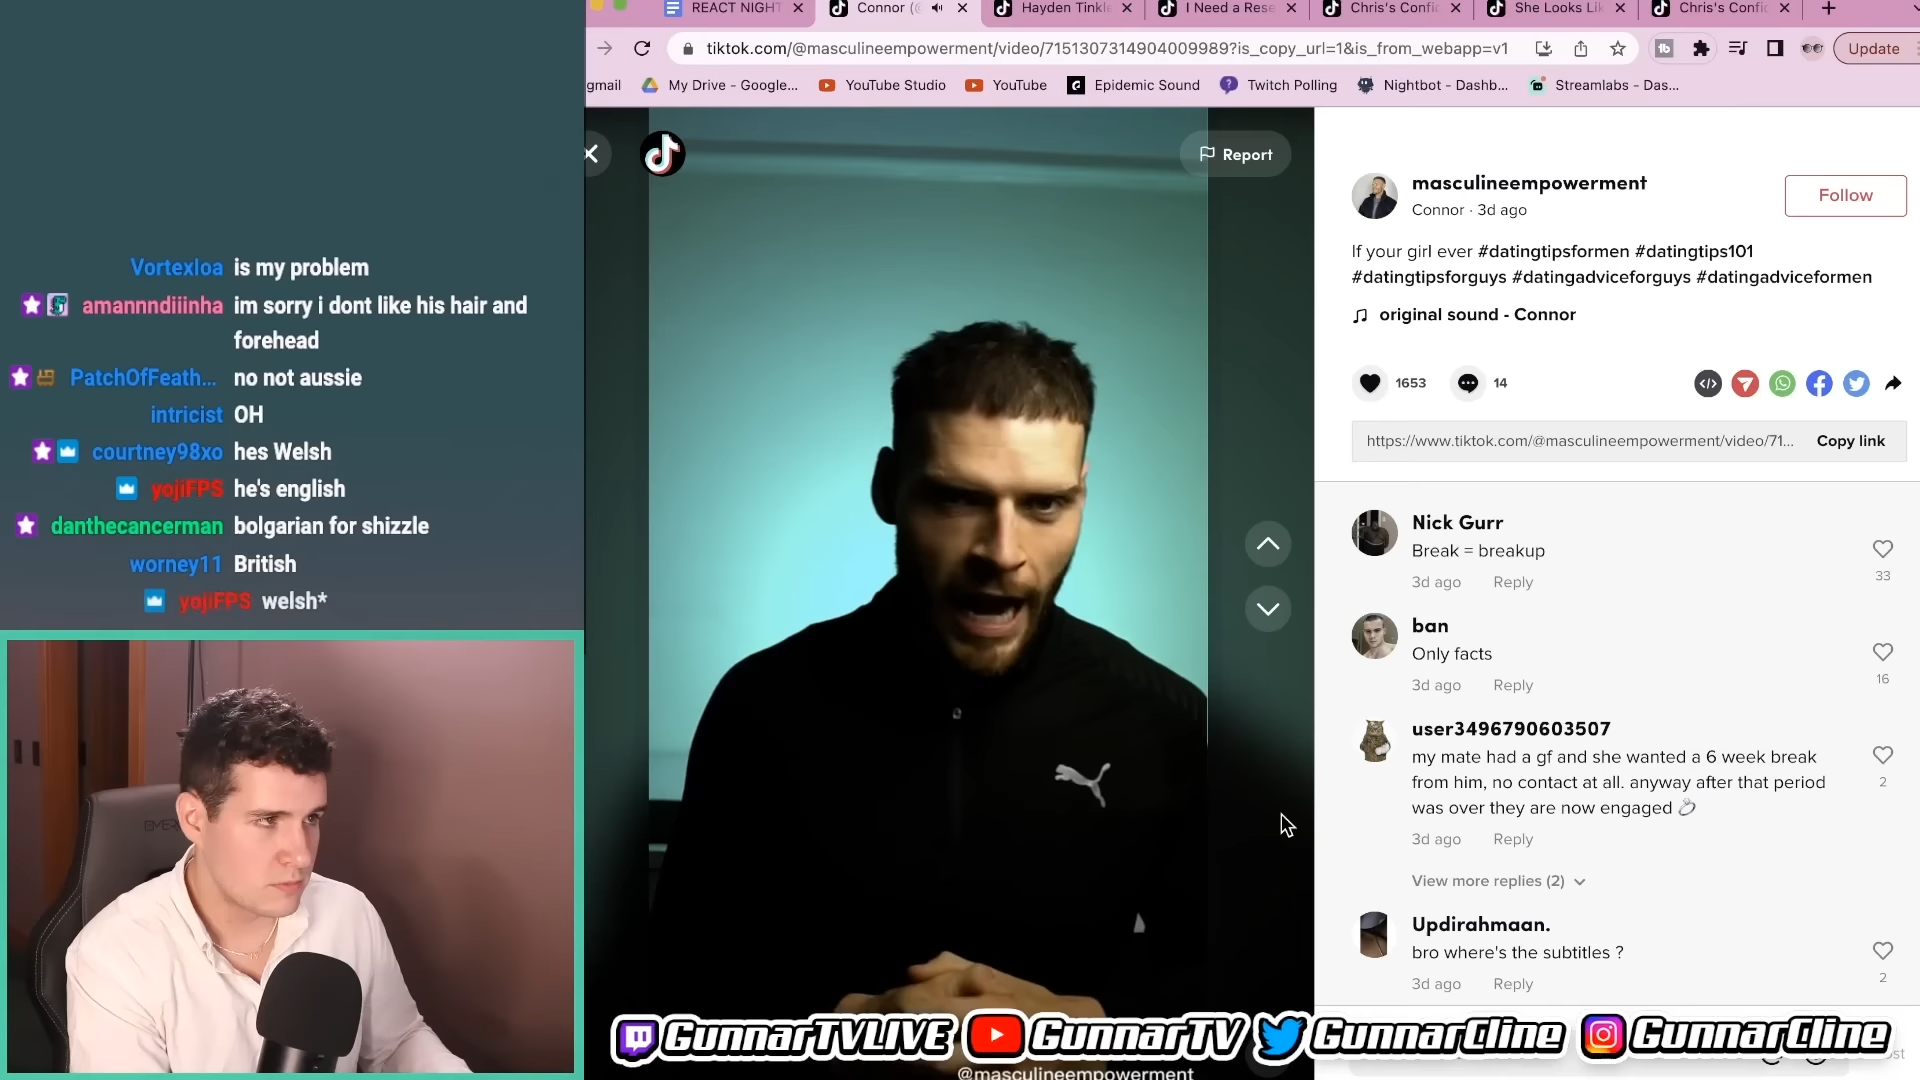 REACT NIGHT
Connor (
Hayden Tinkl
I Need a Rese
Chris's Confi
She Looks Lik
Chris's Confi
tiktok.com/@masculineempowerment/video/7151307314904009989?is_copy_url=1&is_from_webapp=v1
Update
gmail
My Drive - Google...
YouTube Studio
YouTube
Epidemic Sound
Twitch Polling
Nightbot - Dashb...
Streamlabs - Das...
Report
masculineempowerment
Connor · 3d ago
Follow
If your girl ever #datingtipsformen #datingtips101
#datingtipsforguys #datingadviceforguys #datingadviceformen
original sound - Connor
1653
14
https://www.tiktok.com/@masculineempowerment/video/71...
Copy link
Nick Gurr
Break = breakup
3d ago Reply
33
ban
Only facts
3d ago Reply
16
user3496790603507
my mate had a gf and she wanted a 6 week break
from him, no contact at all. anyway after that period
was over they are now engaged 💍
2
3d ago Reply
View more replies (2)
Updirahmaan.
bro where's the subtitles ?
3d ago Reply
2
Vortexloa is my problem
amannndiiinha im sorry i dont like his hair and
forehead
PatchOfFeath... no not aussie
intricist OH
courtney98xo hes Welsh
yojiFPS he's english
danthecancerman bolgarian for shizzle
worney11 British
yojiFPS welsh*
GunnarTVLIVE
GunnarTV
GunnarCline
GunnarCline
@masculineempowerment